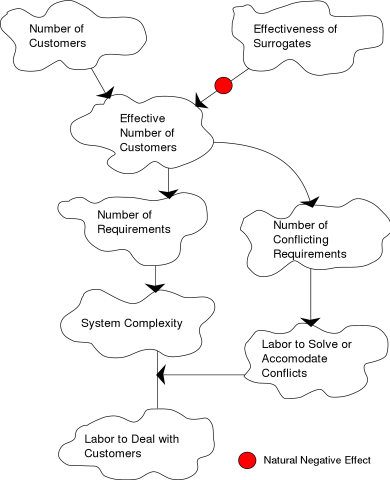 Number of
Customers
Effectiveness of
Surrogates
Effective
Number of
Customers
Number of
Requirements
Number of
Conflicting
Requirements
System Complexity
Labor to Solve or
Accomodate
Conflicts
Labor to Deal with
Customers
Natural Negative Effect